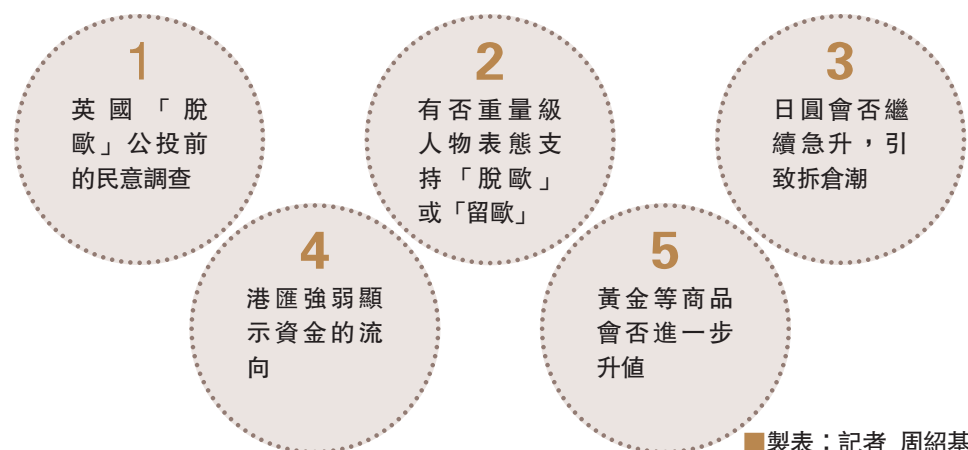 1
英國「脫
歐」公投前
的民意調查
2
有否重量級
人物表態支
持「脫歐」
或「留歐」
3
日圓會否繼
續急升，引
致拆倉潮
4
港匯強弱顯
示資金的流
向
5
黃金等商品
會否進一步
升值
■製表：記者 周紹基